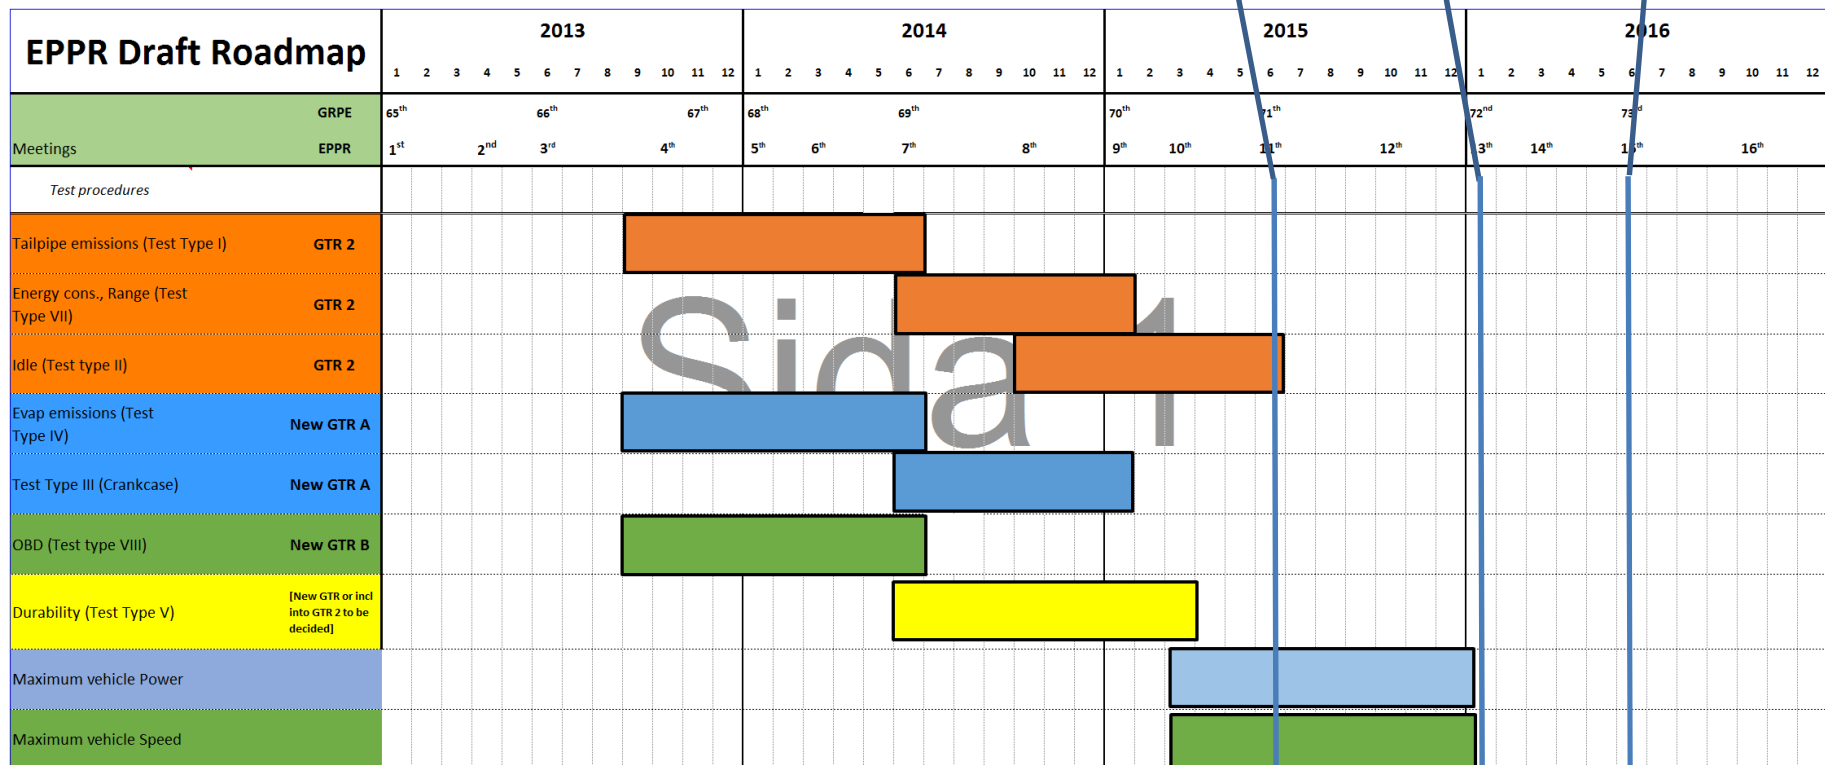 EPPR Draft Roadmap
2013 2014 2015 2016
1 2 3 4 5 6 7 8 9 10 11 12 1 2 3 4 5 6 7 8 9 10 11 12 1 2 3 4 5 6 7 8 9 10 11 12 1 2 3 4 5 6 7 8 9 10 11 12
GRPE 65th 66th 67th 68th 69th 70th 71th 72nd 73rd
Meetings EPPR 1st 2nd 3rd 4th 5th 6th 7th 8th 9th 10th 11th 12th 3th 14th 15th 16th
Test procedures
Tailpipe emissions (Test Type I) GTR 2
Energy cons., Range (Test
Type VII) GTR 2
Idle (Test type II) GTR 2
Evap emissions (Test
Type IV) New GTR A
Test Type III (Crankcase) New GTR A
OBD (Test type VIII) New GTR B
Durability (Test Type V)
[New GTR or incl
into GTR 2 to be
decided]
Maximum vehicle Power
Maximum vehicle Speed
Sida 1